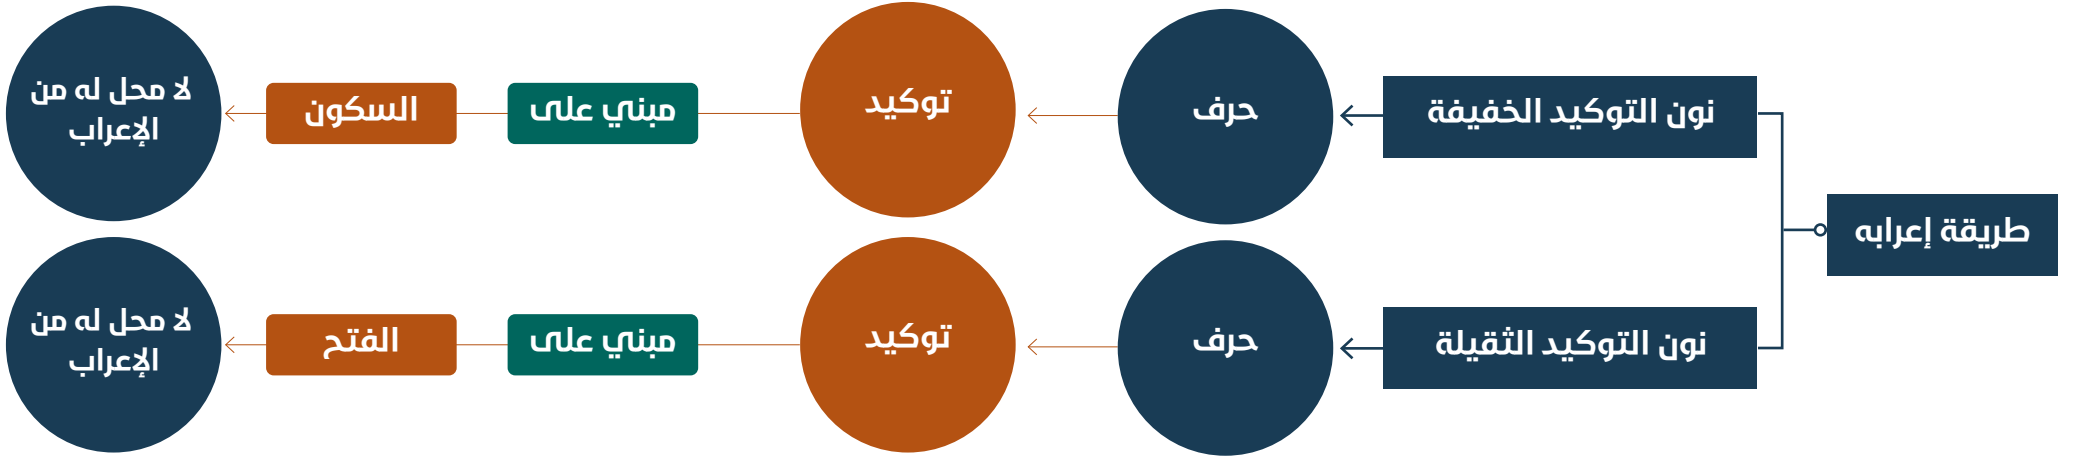 طريقة إعرابه
نون التوكيد الخفيفة
حرف
توكيد
مبني على
السكون
لا محل له من
الإعراب
نون التوكيد الثقيلة
حرف
توكيد
مبني على
الفتح
لا محل له من
الإعراب